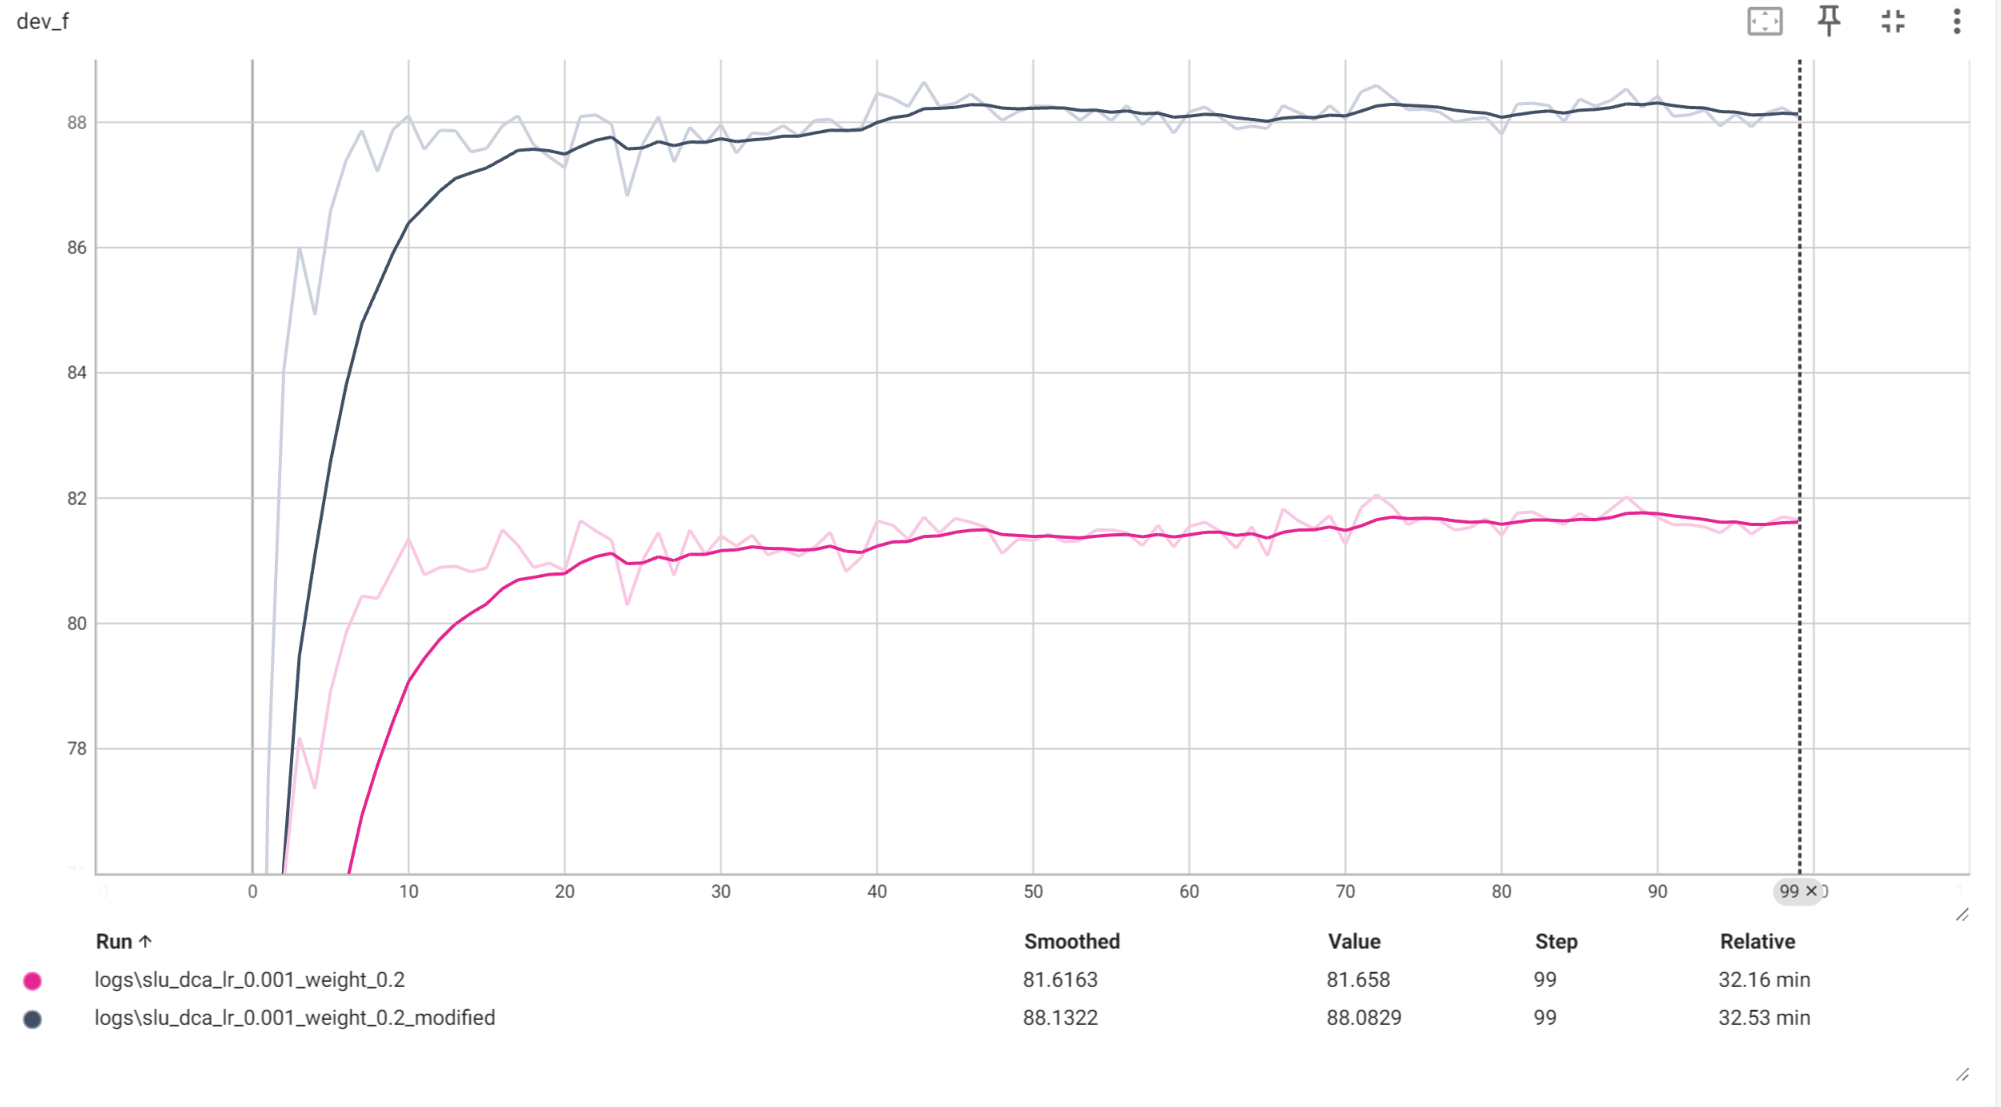 dev_f
88
86
84
82
80
78
0 10 20 30 40 50 60 70 80 90 99 × 0
Run ↑ Smoothed Value Step Relative
logs\slu_dca_lr_0.001_weight_0.2 81.6163 81.658 99 32.16 min
logs\slu_dca_lr_0.001_weight_0.2_modified 88.1322 88.0829 99 32.53 min